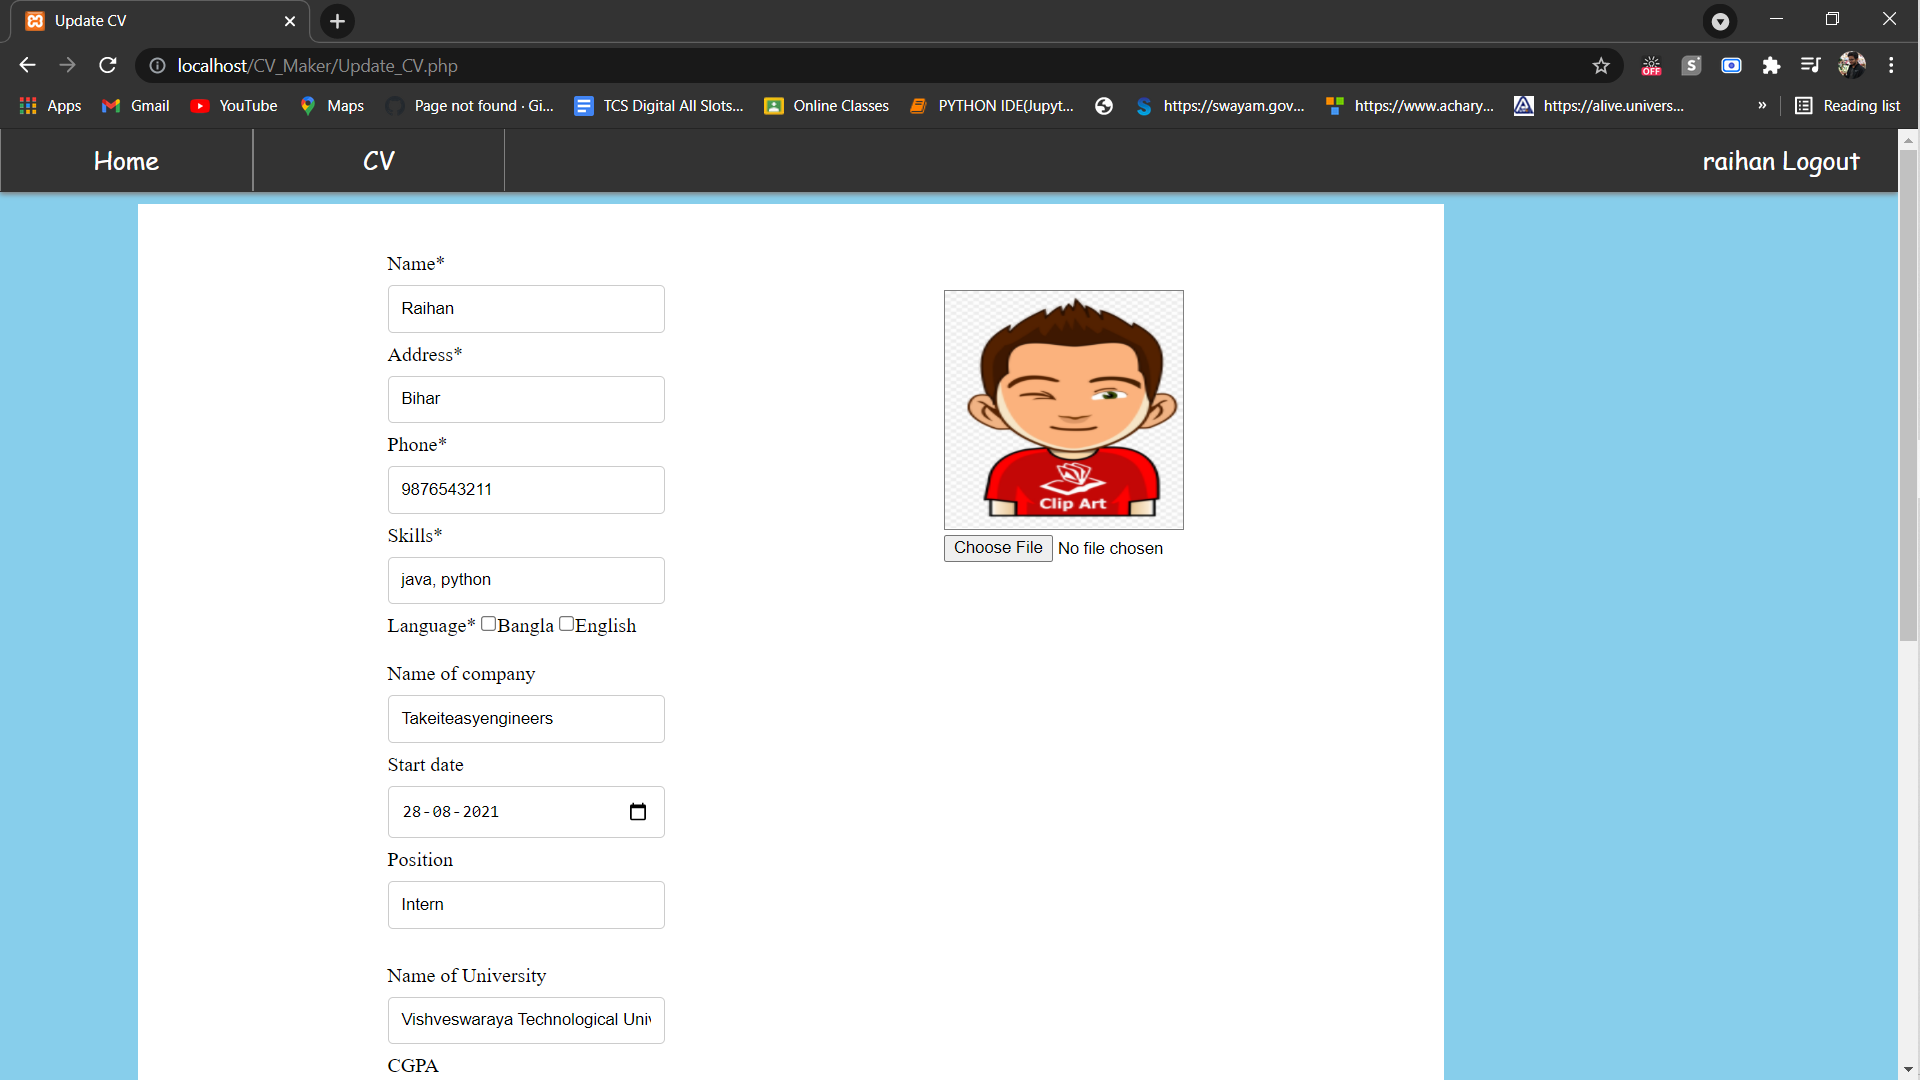 Update CV
localhost/CV_Maker/Update_CV.php
OFF
S
Apps
Gmail
YouTube
Maps
Page not found · Gi...
TCS Digital All Slots...
Online Classes
PYTHON IDE(Jupyt...
https://swayam.gov...
https://www.achary...
https://alive.univers...
»
Reading list
Home
CV
raihan Logout
Name*
Raihan
Address*
Bihar
Phone*
9876543211
Skills*
java, python
Language* Bangla English
Name of company
Takeiteasyengineers
Start date
28-08-2021
Position
Intern
Name of University
Vishveswaraya Technological
CGPA
Clip Art
Choose File No file chosen